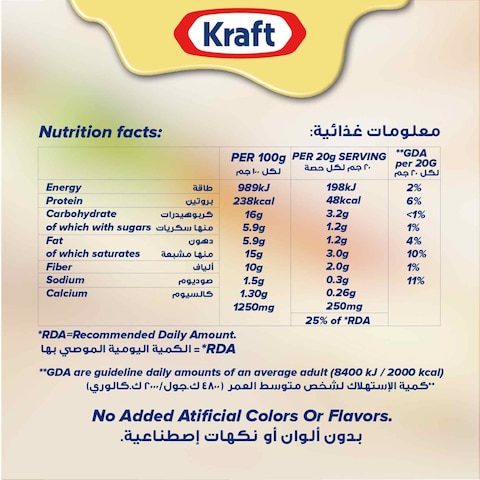 Kraft
Nutrition facts: معلومات غذائية:
PER 100g PER 20g SERVING **GDA per 20G
لكل ١٠٠ جم ٢٠ جم لكل حصة لكل ٢٠ جم
Energy طاقة 989kJ 198kJ 2%
Protein بروتين 238kcal 48kcal 6%
Carbohydrate كربوهيدرات 16g 3.2g <1%
of which with sugars منها سكريات 5.9g 1.2g 1%
Fat دهون 5.9g 1.2g 4%
of which saturates منها مشبعة 15g 3.0g 10%
Fiber ألياف 10g 2.0g 1%
Sodium صوديوم 1.5g 0.3g 11%
Calcium كالسيوم 1.30g 0.26g
1250mg 250mg
25% of *RDA
*RDA=Recommended Daily Amount.
RDA* = الكمية اليومية الموصي بها
**GDA are guideline daily amounts of an average adult (8400 kJ / 2000 kcal)
**كمية الإستهلاك لشخص متوسط العمر (٤٨٠٠ ك.جول/٢٠٠٠ ك.كالوري)
No Added Atificial Colors Or Flavors.
بدون ألوان أو نكهات إصطناعية.